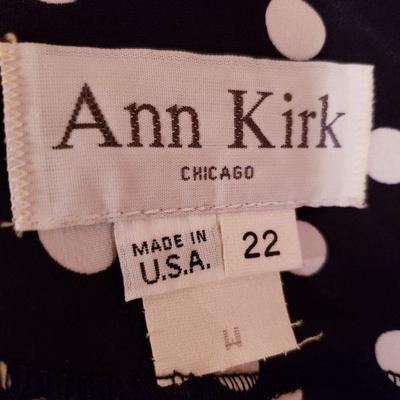 Ann Kirk
CHICAGO
MADE IN
U.S.A.
22